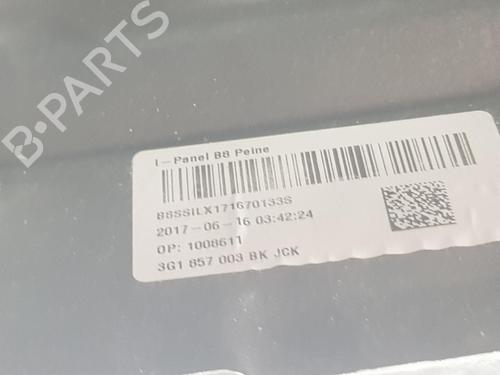 B-PARTS
I-Panel B8 Peine
B8SSILX171670133S
2017-06-16 03:42:24
OP: 1008611
3G1 857 003 BK JCK